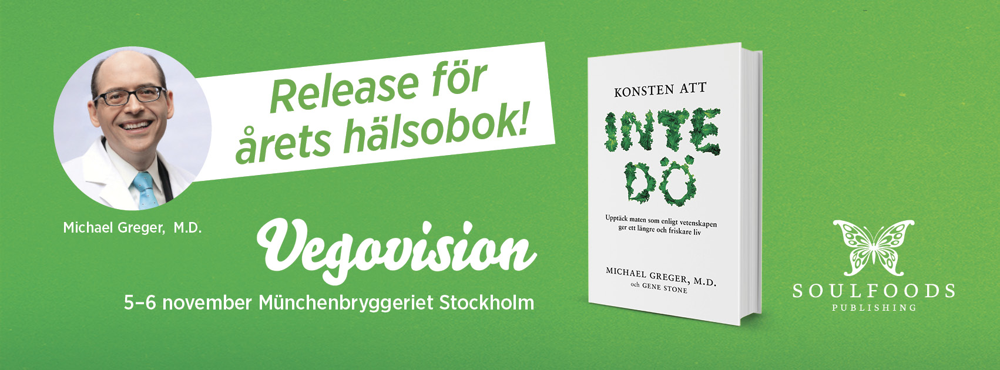 Release för
årets hälsobok!
Michael Greger, M.D.
Vegovision
5–6 november Münchenbryggeriet Stockholm
KONSTEN ATT
INTE
DÖ
Upptäck maten som enligt vetenskapen
ger ett längre och friskare liv
MICHAEL GREGER, M.D.
och GENE STONE
SOULFOODS
PUBLISHING